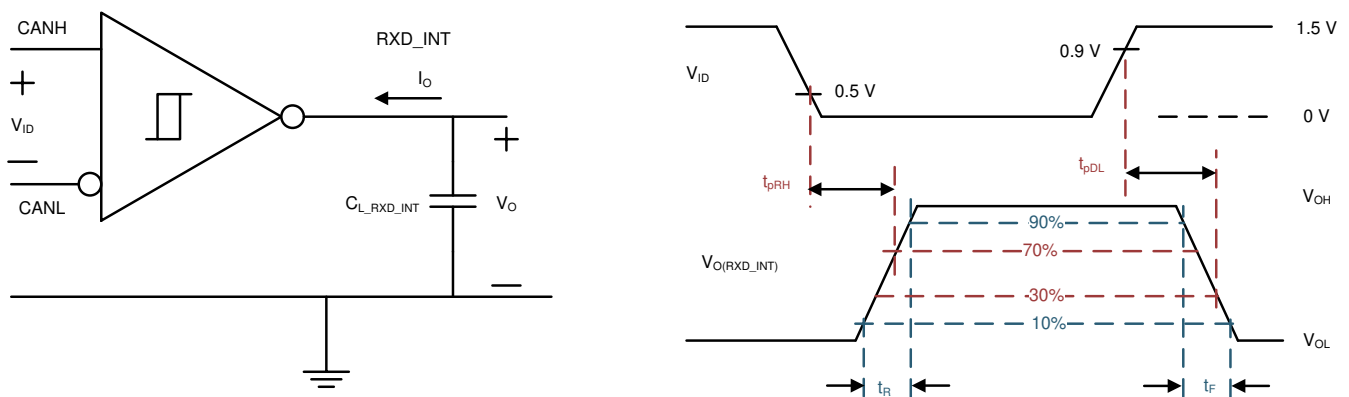 CANH
RXD_INT
IO
+
VID
—
CANL
CL_RXD_INT
+
VO
—
VID
0.5 V
0.9 V
1.5 V
0 V
tpRH
tpDL
VOH
90%
70%
VO(RXD_INT)
30%
10%
VOL
tR
tF